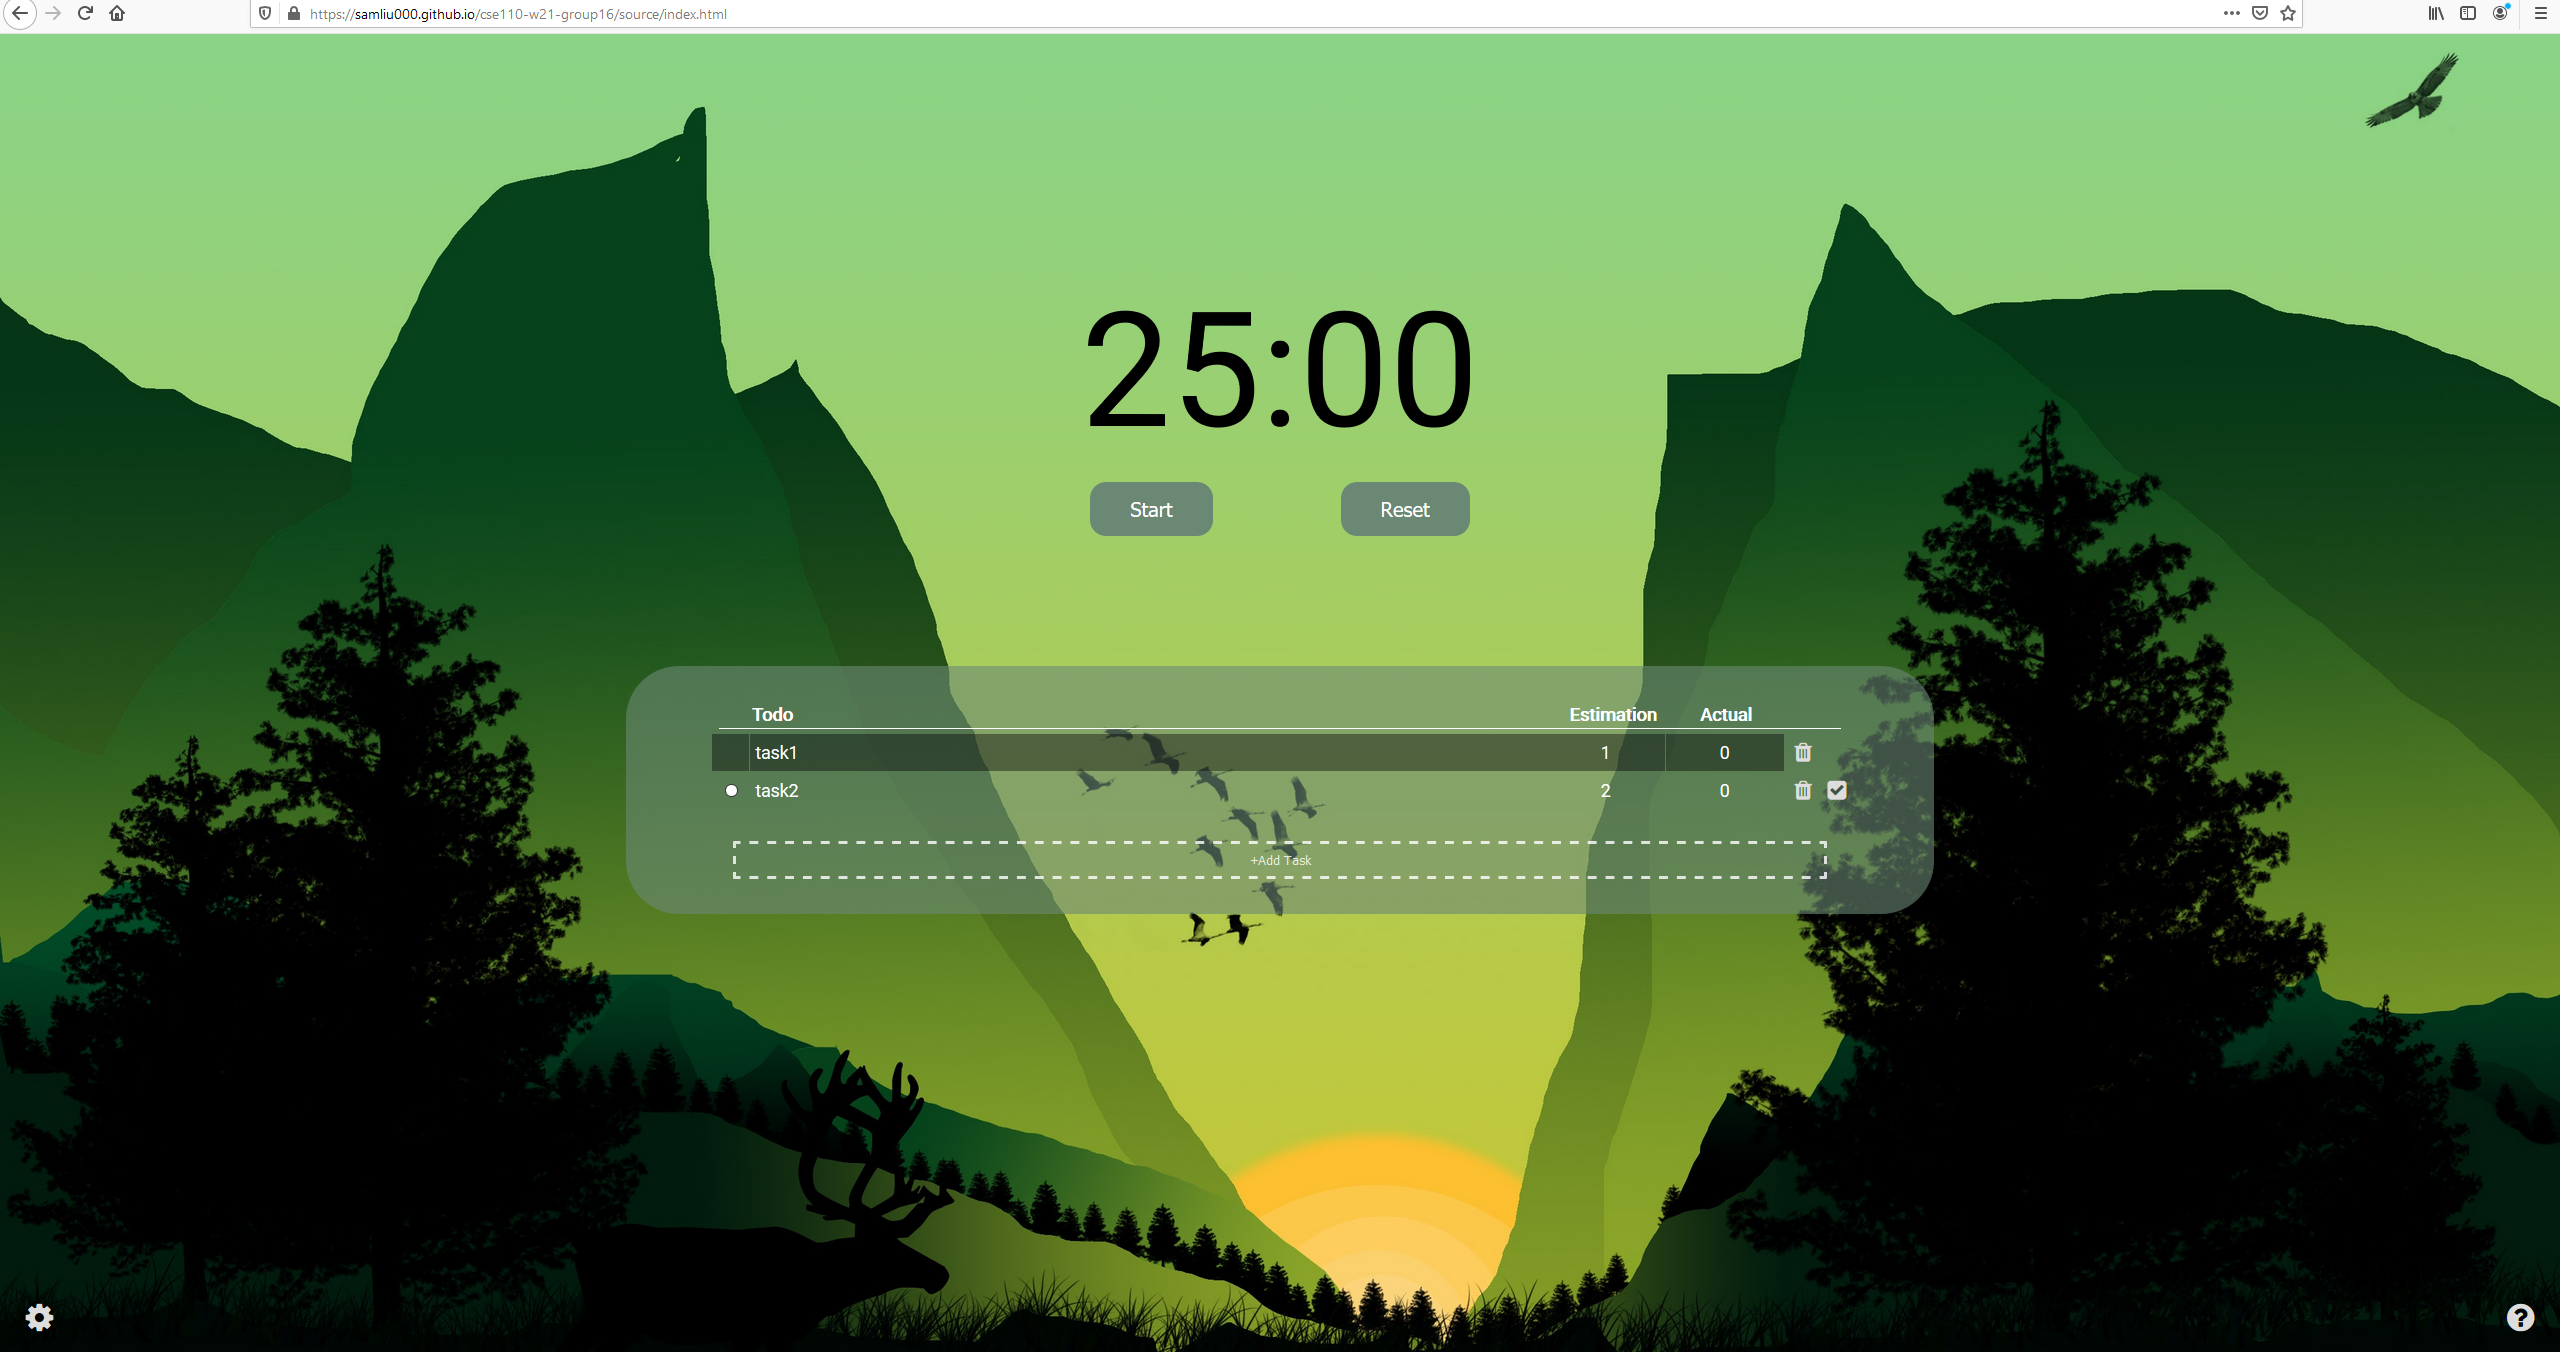 https://samliu000.github.io/cse110-w21-group16/source/index.html
25:00
Start Reset
Todo Estimation Actual
task1 1 0
task2 2 0
+Add Task
?